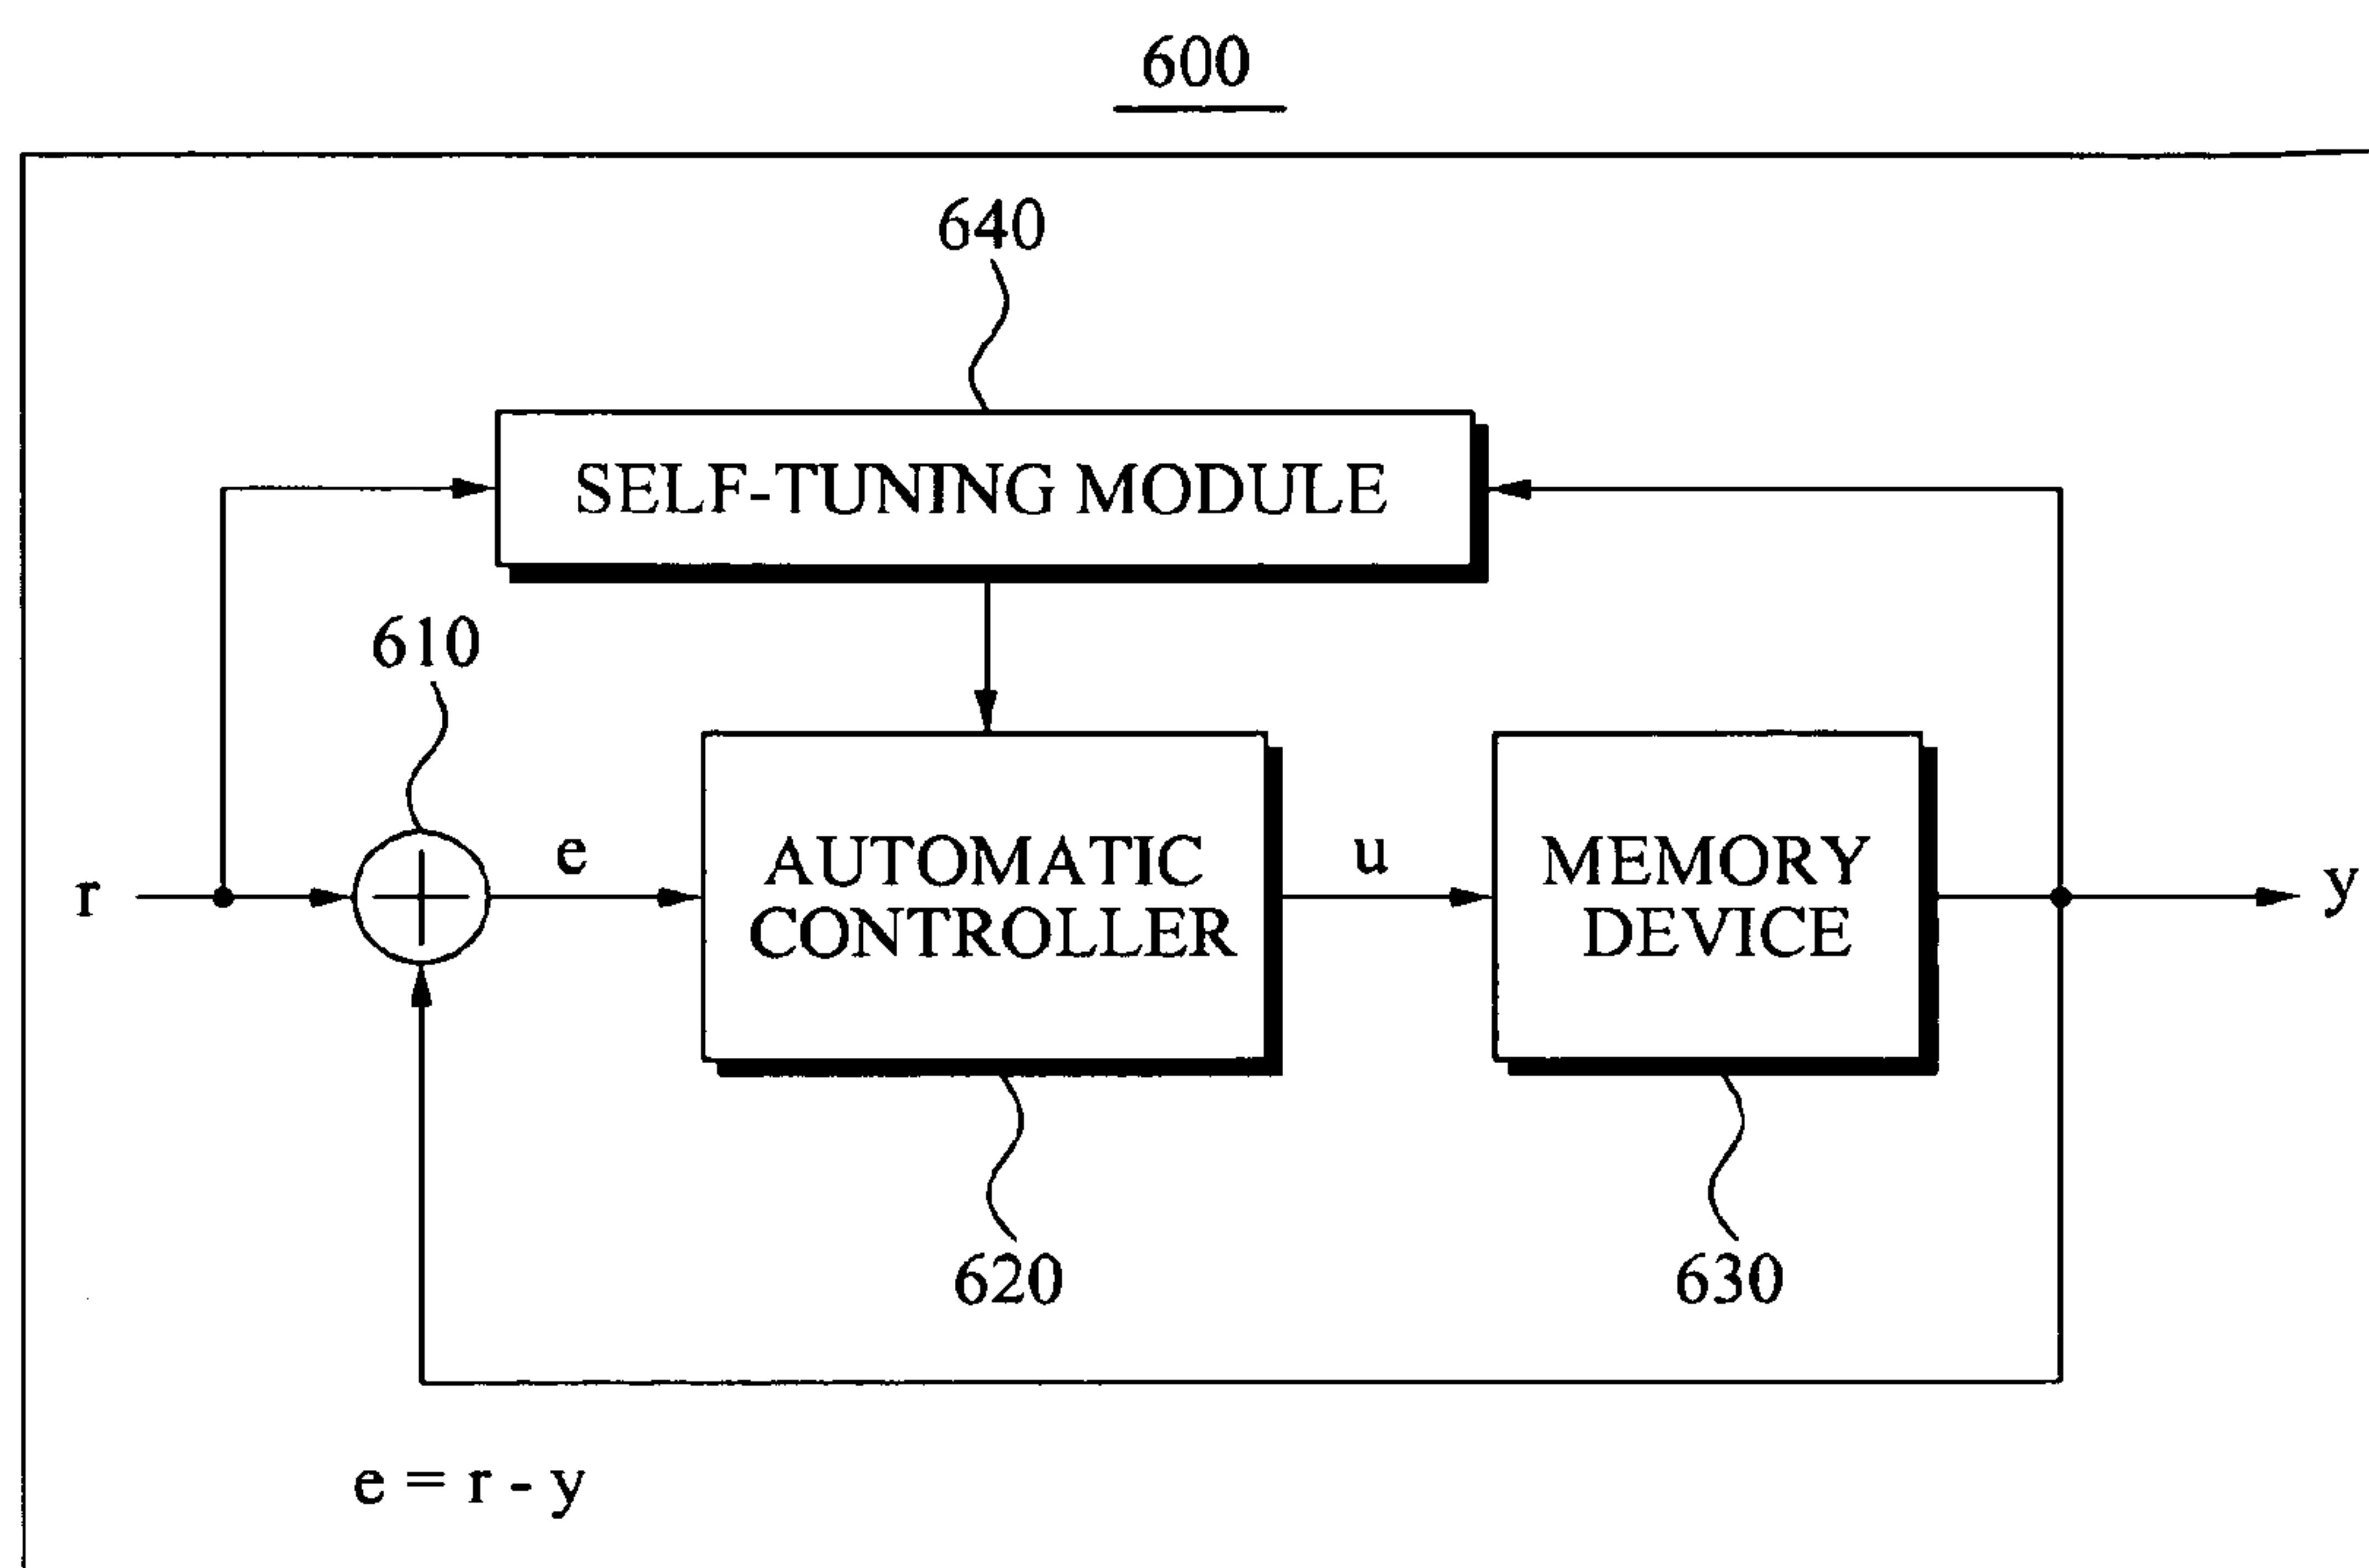 600
640
SELF-TUNING MODULE
610
r
e
AUTOMATIC
CONTROLLER
u
MEMORY
DEVICE
y
620
630
e = r - y